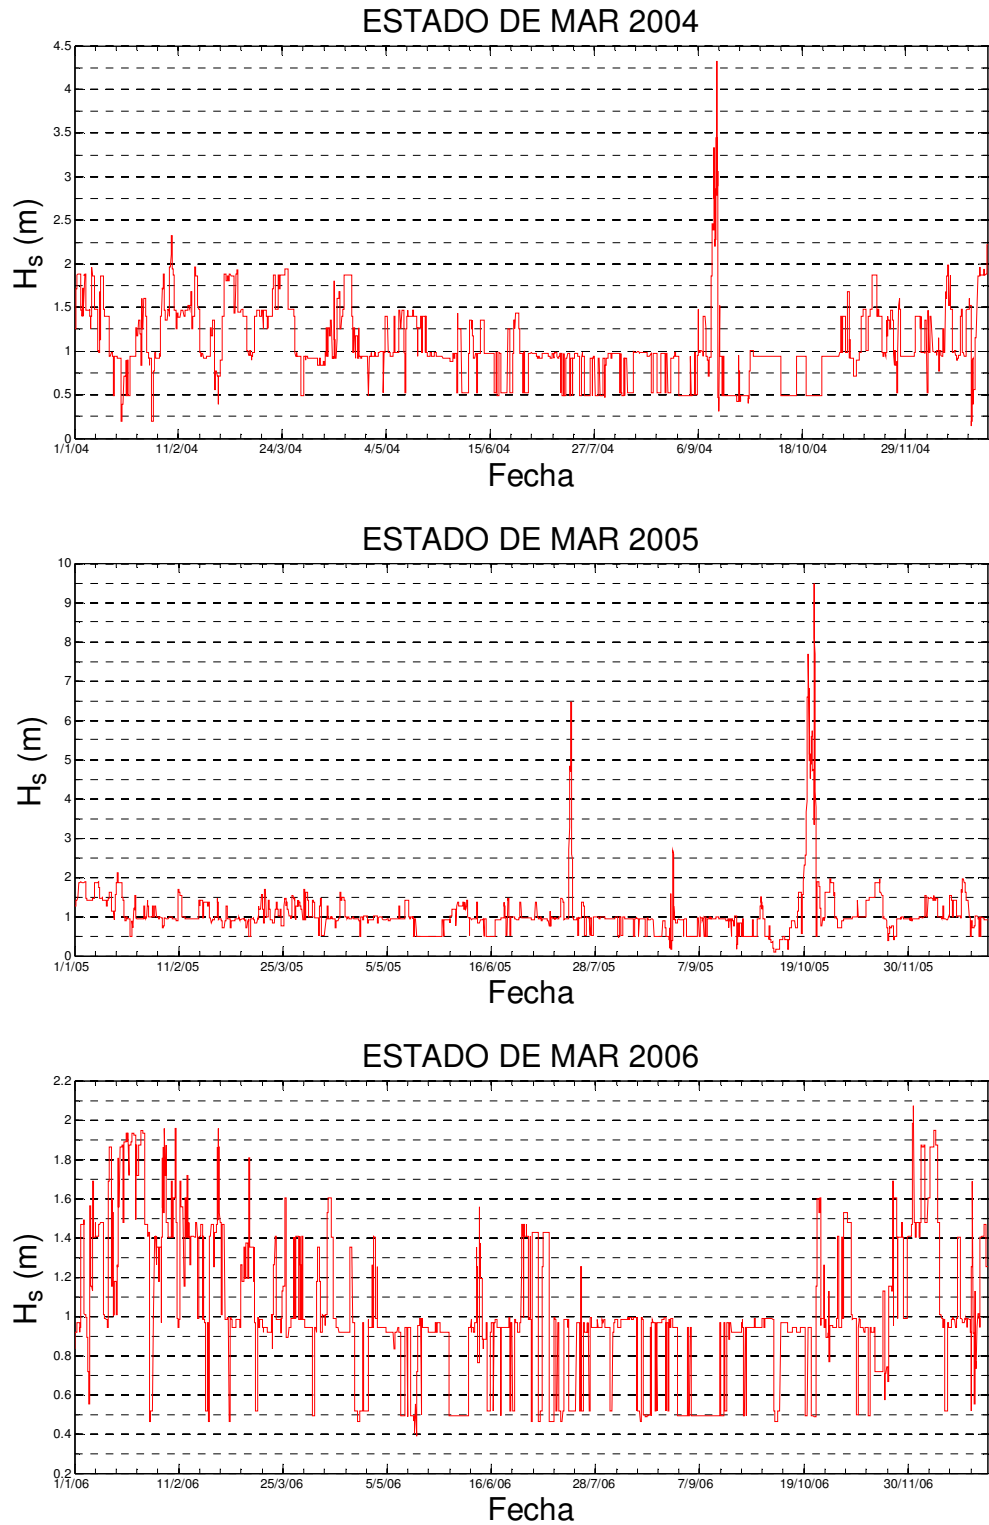 ESTADO DE MAR 2004
4.5
4
3.5
3
2.5
2
1.5
1
0.5
0
Hs (m)
1/1/04 11/2/04 24/3/04 4/5/04 15/6/04 27/7/04 6/9/04 18/10/04 29/11/04
Fecha
ESTADO DE MAR 2005
10
9
8
7
6
5
4
3
2
1
0
Hs (m)
1/1/05 11/2/05 25/3/05 5/5/05 16/6/05 28/7/05 7/9/05 19/10/05 30/11/05
Fecha
ESTADO DE MAR 2006
2.2
2
1.8
1.6
1.4
1.2
1
0.8
0.6
0.4
0.2
Hs (m)
1/1/06 11/2/06 25/3/06 5/5/06 16/6/06 28/7/06 7/9/06 19/10/06 30/11/06
Fecha